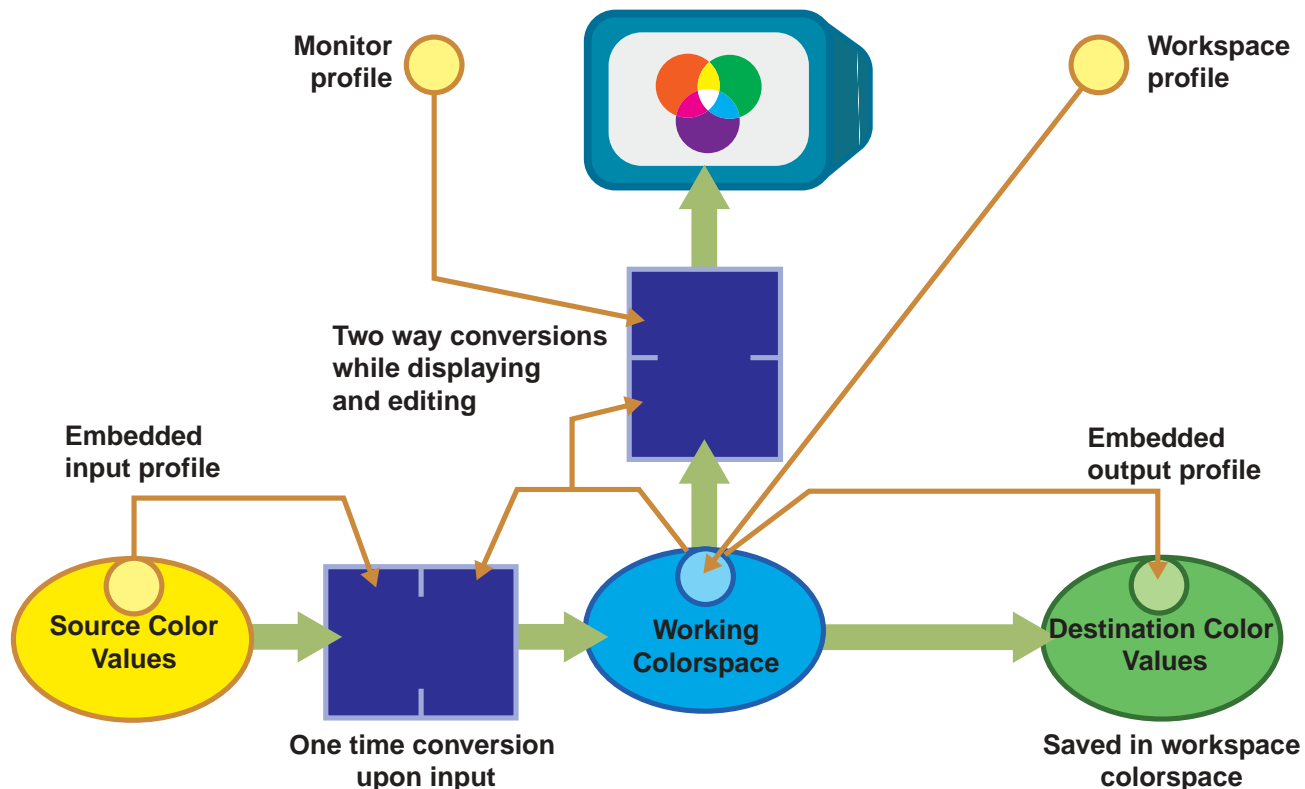 Monitor
profile
Workspace
profile
Two way conversions
while displaying
and editing
Embedded
input profile
Embedded
output profile
Source Color
Values
Working
Colorspace
Destination Color
Values
One time conversion
upon input
Saved in workspace
colorspace